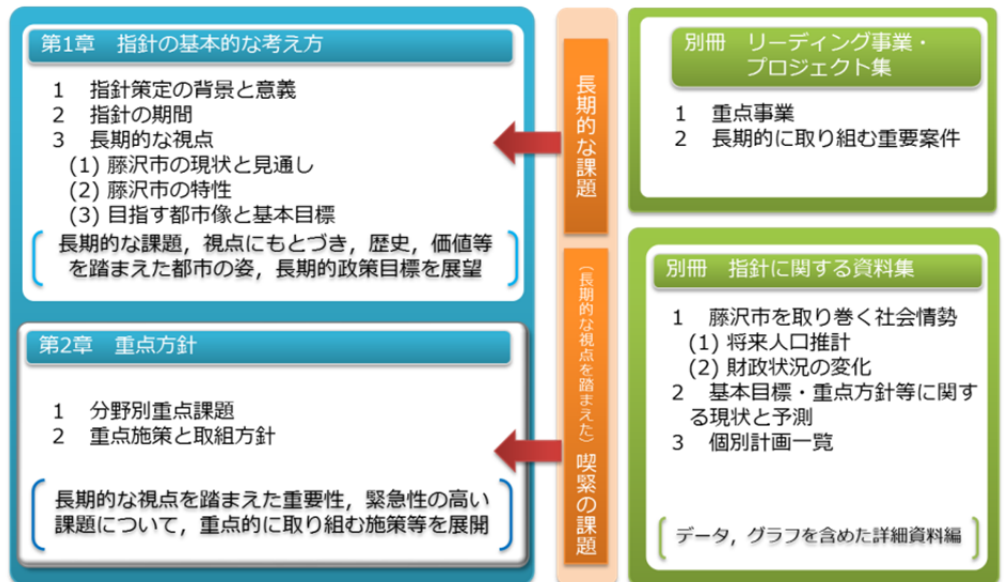 第1章　指針の基本的な考え方
1　指針策定の背景と意義
2　指針の期間
3　長期的な視点
(1) 藤沢市の現状と見通し
(2) 藤沢市の特性
(3) 目指す都市像と基本目標
長期的な課題，視点にもとづき，歴史，価値等
を踏まえた都市の姿，長期的政策目標を展望
第2章　重点方針
1　分野別重点課題
2　重点施策と取組方針
長期的な視点を踏まえた重要性，緊急性の高い
課題について，重点的に取り組む施策等を展開
長期的な課題
（長期的な視点を踏まえた）喫緊の課題
別冊　リーディング事業・
プロジェクト集
1　重点事業
2　長期的に取り組む重要案件
別冊　指針に関する資料集
1　藤沢市を取り巻く社会情勢
(1) 将来人口推計
(2) 財政状況の変化
2　基本目標・重点方針等に関す
る現状と予測
3　個別計画一覧
データ，グラフを含めた詳細資料編